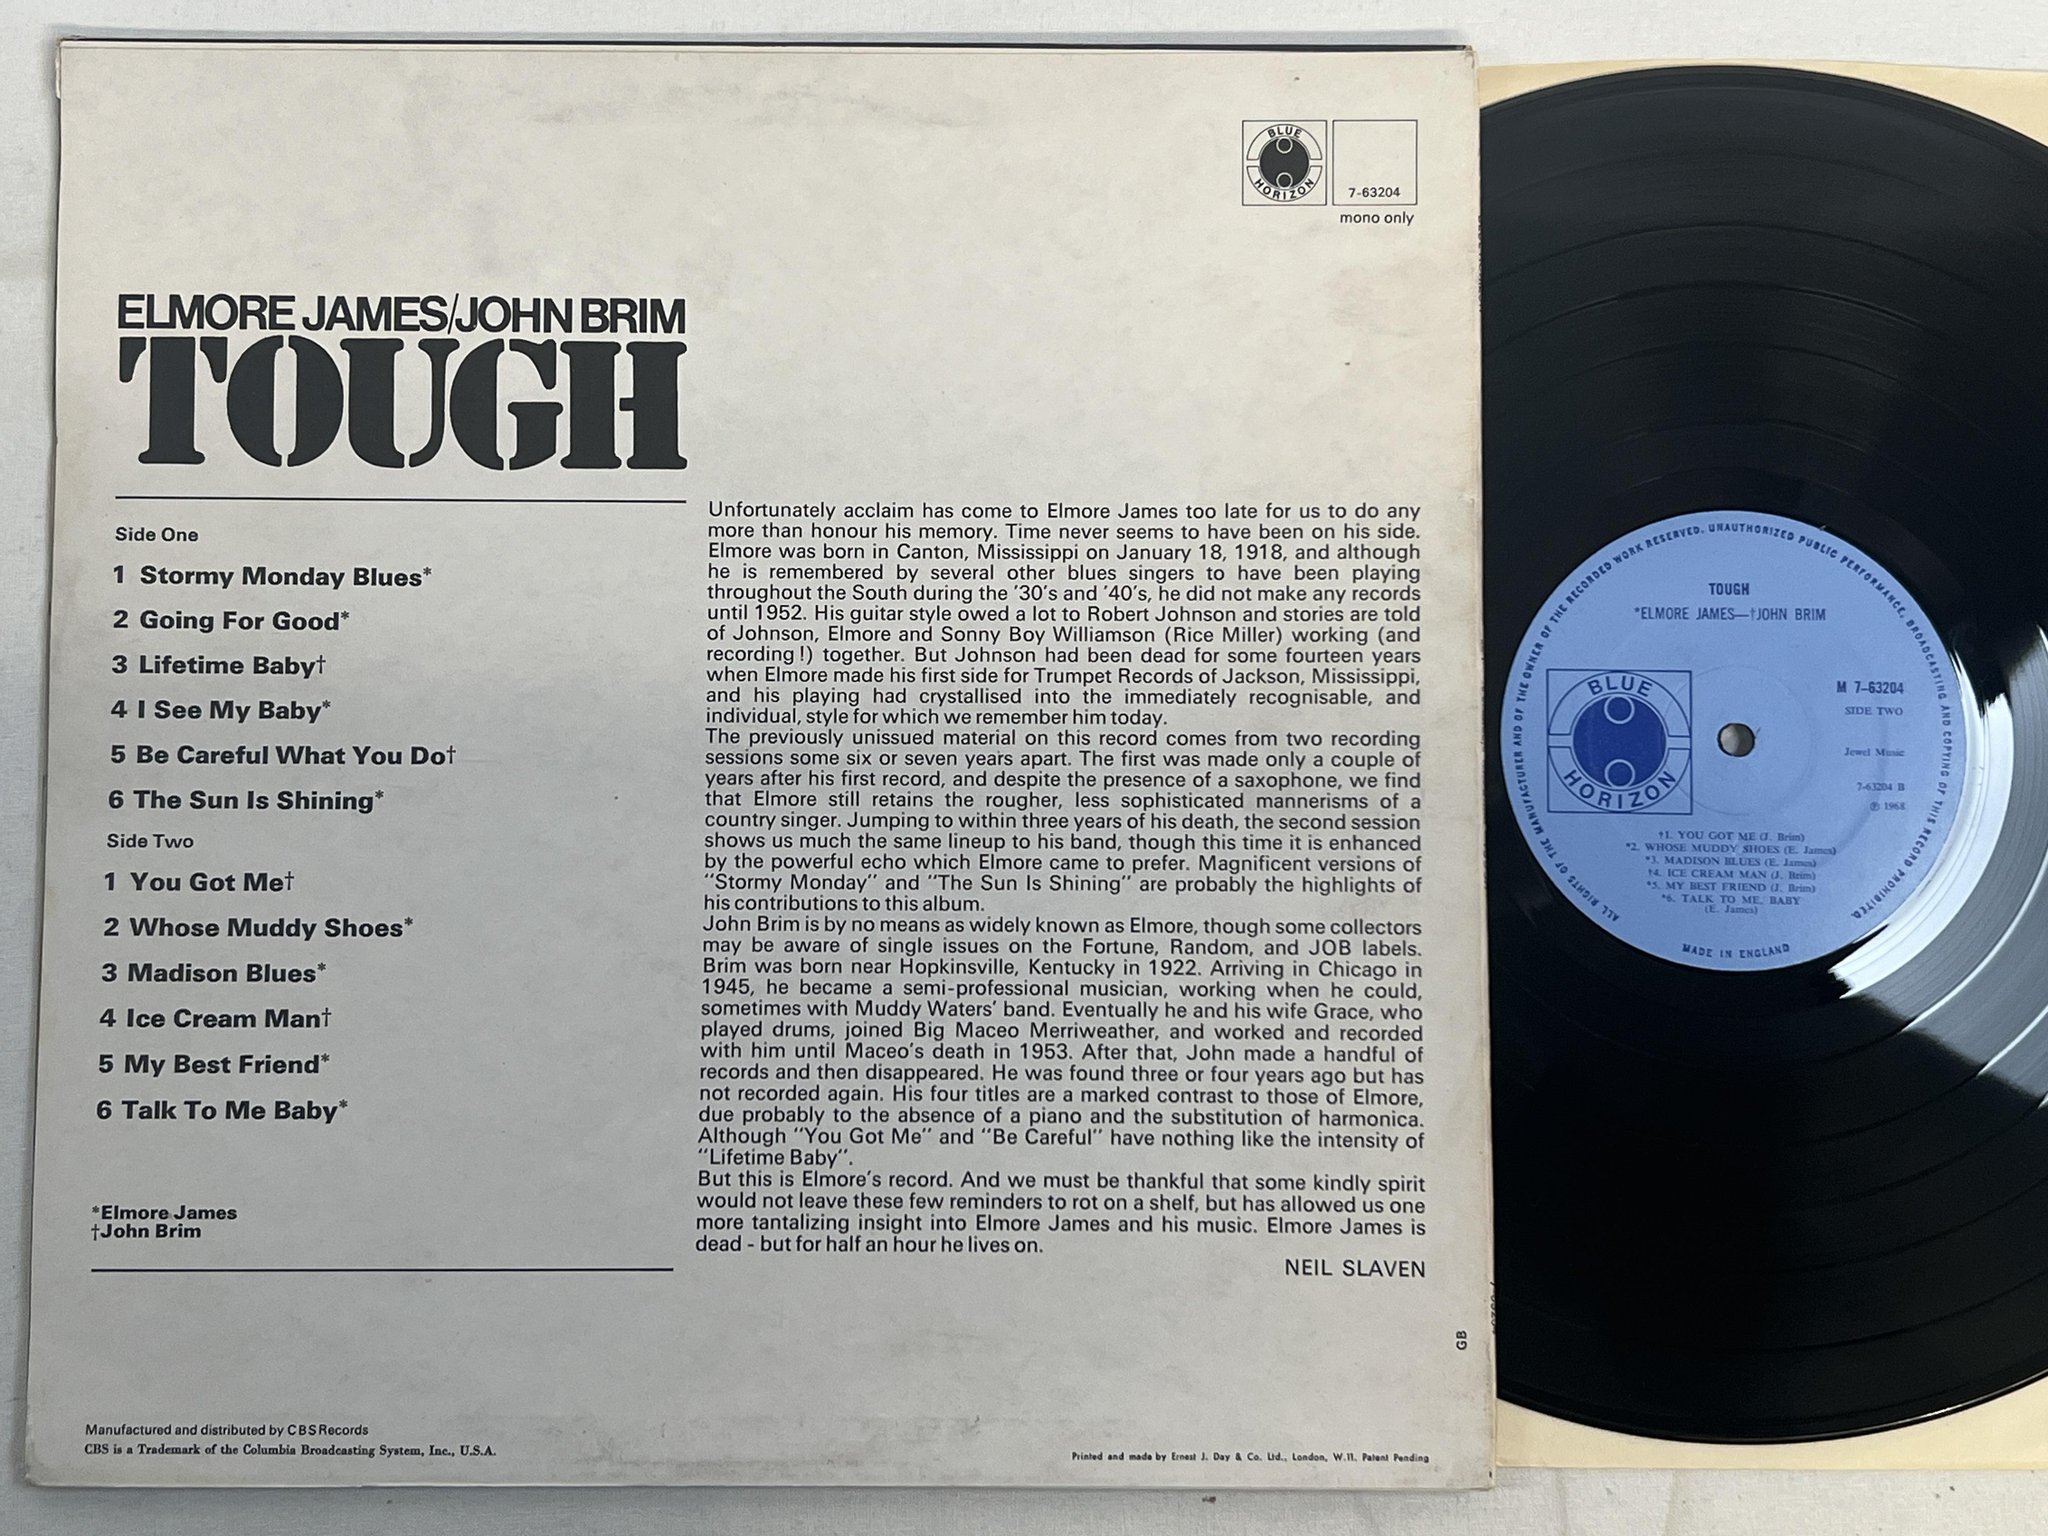 BLUE
HORIZON
7-63204
mono only
ELMORE JAMES/JOHN BRIM
TOUGH
Side One
1 Stormy Monday Blues*
2 Going For Good*
3 Lifetime Baby†
4 I See My Baby*
5 Be Careful What You Do†
6 The Sun Is Shining*
Side Two
1 You Got Me†
2 Whose Muddy Shoes*
3 Madison Blues*
4 Ice Cream Man†
5 My Best Friend*
6 Talk To Me Baby*
*Elmore James
†John Brim
Unfortunately acclaim has come to Elmore James too late for us to do any
more than honour his memory. Time never seems to have been on his side.
Elmore was born in Canton, Mississippi on January 18, 1918, and although
he is remembered by several other blues singers to have been playing
throughout the South during the '30's and '40's, he did not make any records
until 1952. His guitar style owed a lot to Robert Johnson and stories are told
of Johnson, Elmore and Sonny Boy Williamson (Rice Miller) working (and
recording!) together. But Johnson had been dead for some fourteen years
when Elmore made his first side for Trumpet Records of Jackson, Mississippi,
and his playing had crystallised into the immediately recognisable, and
individual, style for which we remember him today.
The previously unissued material on this record comes from two recording
sessions some six or seven years apart. The first was made only a couple of
years after his first record, and despite the presence of a saxophone, we find
that Elmore still retains the rougher, less sophisticated mannerisms of a
country singer. Jumping to within three years of his death, the second session
shows us much the same lineup to his band, though this time it is enhanced
by the powerful echo which Elmore came to prefer. Magnificent versions of
"Stormy Monday" and "The Sun Is Shining" are probably the highlights of
his contributions to this album.
John Brim is by no means as widely known as Elmore, though some collectors
may be aware of single issues on the Fortune, Random, and JOB labels.
Brim was born near Hopkinsville, Kentucky in 1922. Arriving in Chicago in
1945, he became a semi-professional musician, working when he could,
sometimes with Muddy Waters' band. Eventually he and his wife Grace, who
played drums, joined Big Maceo Merriweather, and worked and recorded
with him until Maceo's death in 1953. After that, John made a handful of
records and then disappeared. He was found three or four years ago but has
not recorded again. His four titles are a marked contrast to those of Elmore,
due probably to the absence of a piano and the substitution of harmonica.
Although "You Got Me" and "Be Careful" have nothing like the intensity of
"Lifetime Baby".
But this is Elmore's record. And we must be thankful that some kindly spirit
would not leave these few reminders to rot on a shelf, but has allowed us one
more tantalizing insight into Elmore James and his music. Elmore James is
dead - but for half an hour he lives on.
NEIL SLAVEN
GB
Manufactured and distributed by CBS Records
CBS is a Trademark of the Columbia Broadcasting System, Inc., U.S.A.
Printed and made by Ernest J. Day & Co. Ltd., London, W.11. Patent Pending
ALL RIGHTS OF THE MANUFACTURER AND OF THE OWNER OF THE RECORDED WORK RESERVED. UNAUTHORIZED PUBLIC PERFORMANCE, BROADCASTING AND COPYING OF THIS RECORD PROHIBITED.
TOUGH
*ELMORE JAMES—†JOHN BRIM
BLUE
HORIZON
M 7-63204
SIDE TWO
Jewel Music
7-63204 B
℗ 1968
†1. YOU GOT ME (J. Brim)
*2. WHOSE MUDDY SHOES (E. James)
*3. MADISON BLUES (E. James)
†4. ICE CREAM MAN (J. Brim)
*5. MY BEST FRIEND (J. Brim)
*6. TALK TO ME, BABY
(E. James)
MADE IN ENGLAND